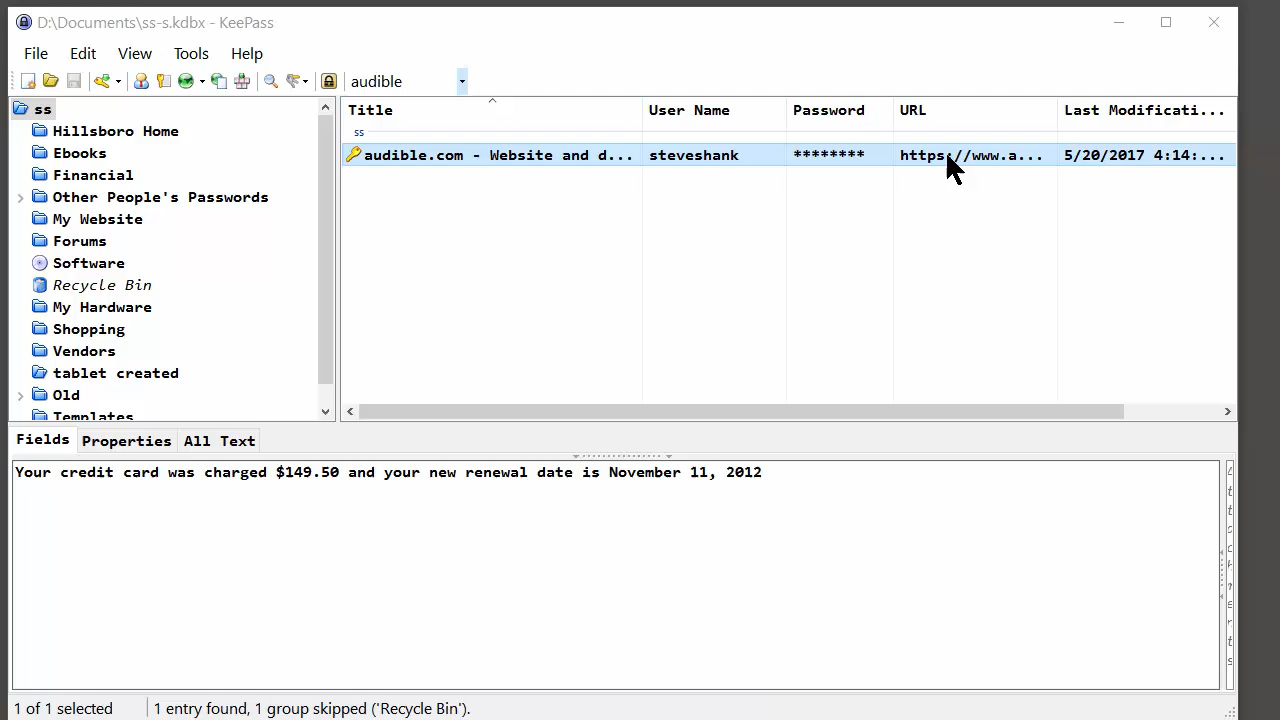 D:\Documents\ss-s.kdbx - KeePass
File Edit View Tools Help
audible
ss
Hillsboro Home
Ebooks
Financial
Other People's Passwords
My Website
Forums
Software
Recycle Bin
My Hardware
Shopping
Vendors
tablet created
Old
Templates
Title User Name Password URL Last Modificati...
ss
audible.com - Website and d... steveshank ******** https://www.a... 5/20/2017 4:14:...
Fields Properties All Text
Your credit card was charged $149.50 and your new renewal date is November 11, 2012
1 of 1 selected 1 entry found, 1 group skipped ('Recycle Bin').